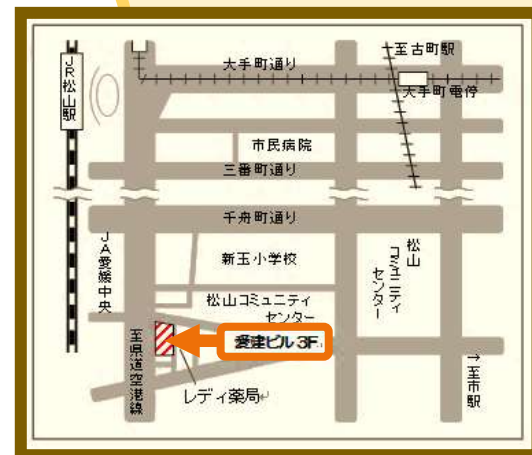 至古町駅
大手町通り
JR松山駅
大手町電停
市民病院
三番町通り
千舟町通り
JA愛媛中央
新玉小学校
松山
コミュニティ
センター
松山コミュニティ
センター
愛建ビル 3F
至県道空港線
レディ薬局
→至市駅